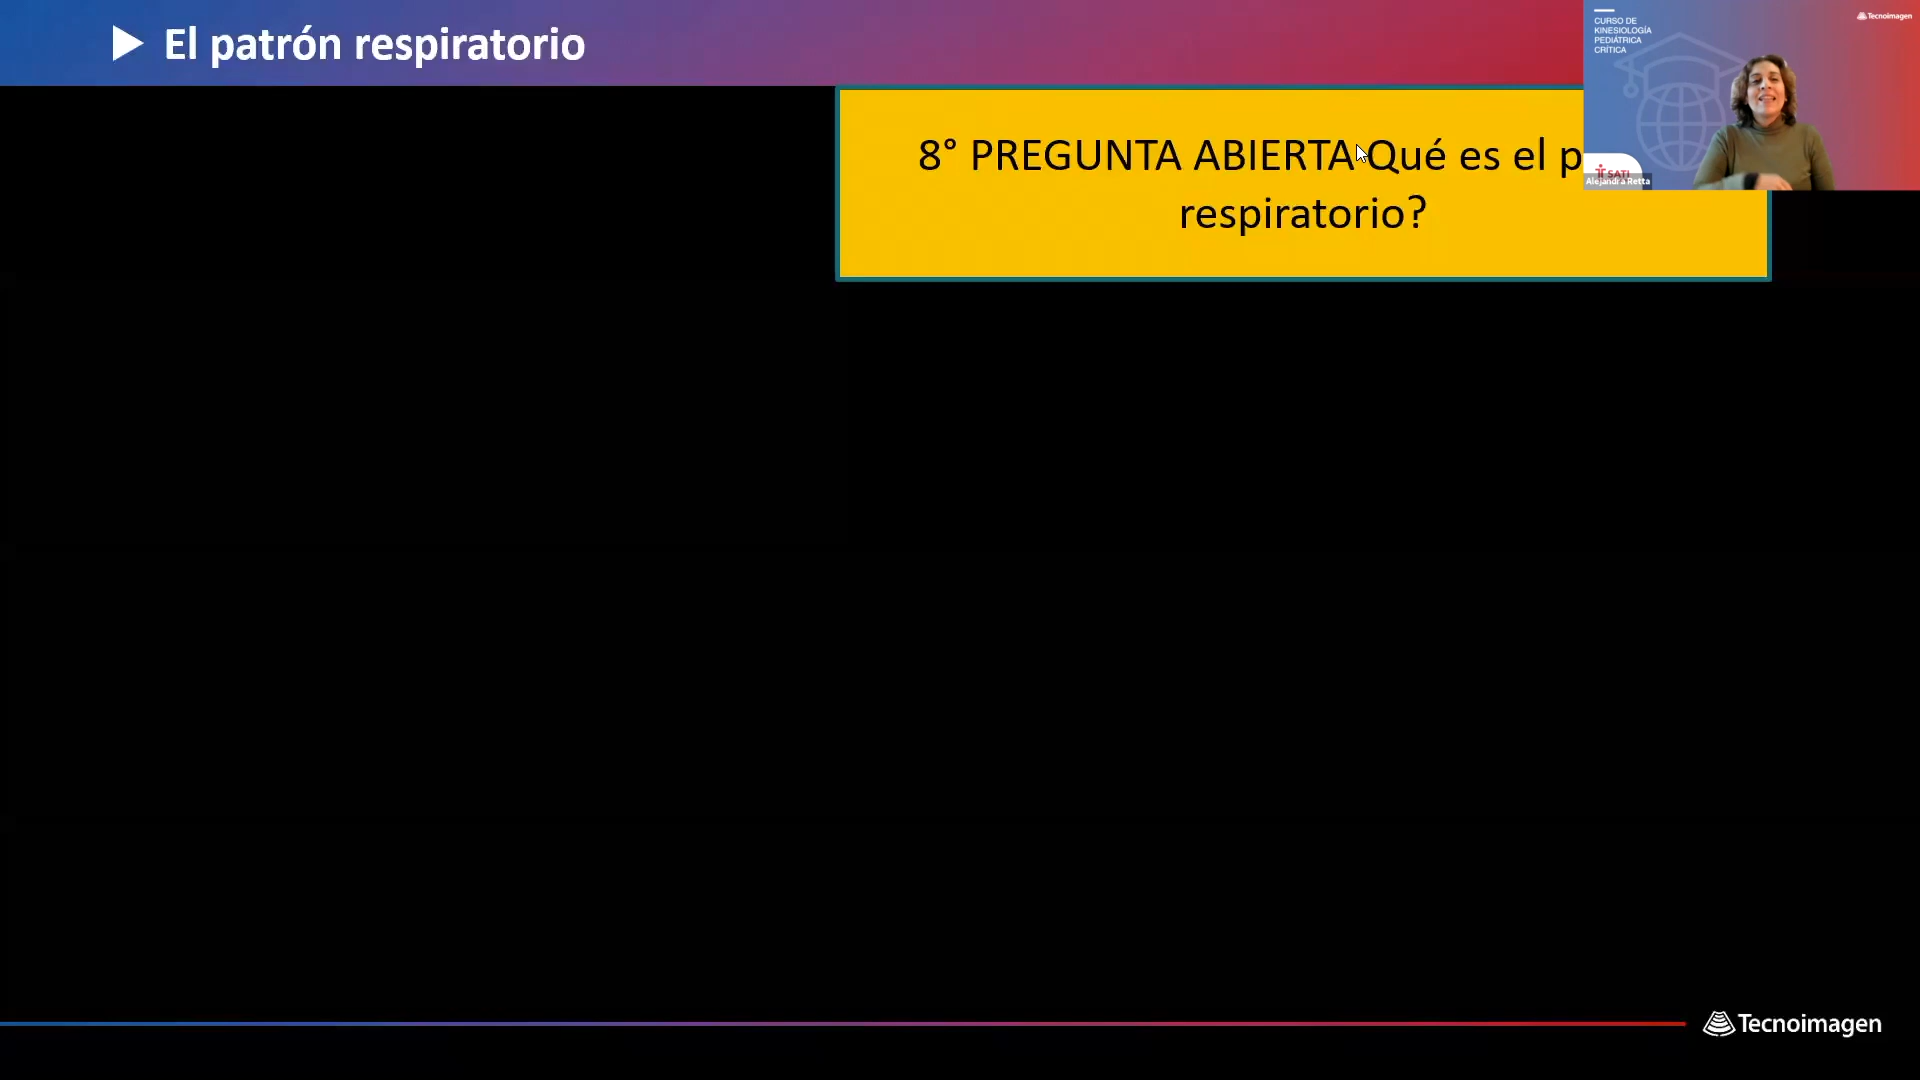 El patrón respiratorio
8° PREGUNTA ABIERTA Qué es el p
respiratorio?
CURSO DE
KINESIOLOGÍA
PEDIÁTRICA
CRÍTICA
Tecnoimagen
SATI
Alejandra Retta
Tecnoimagen